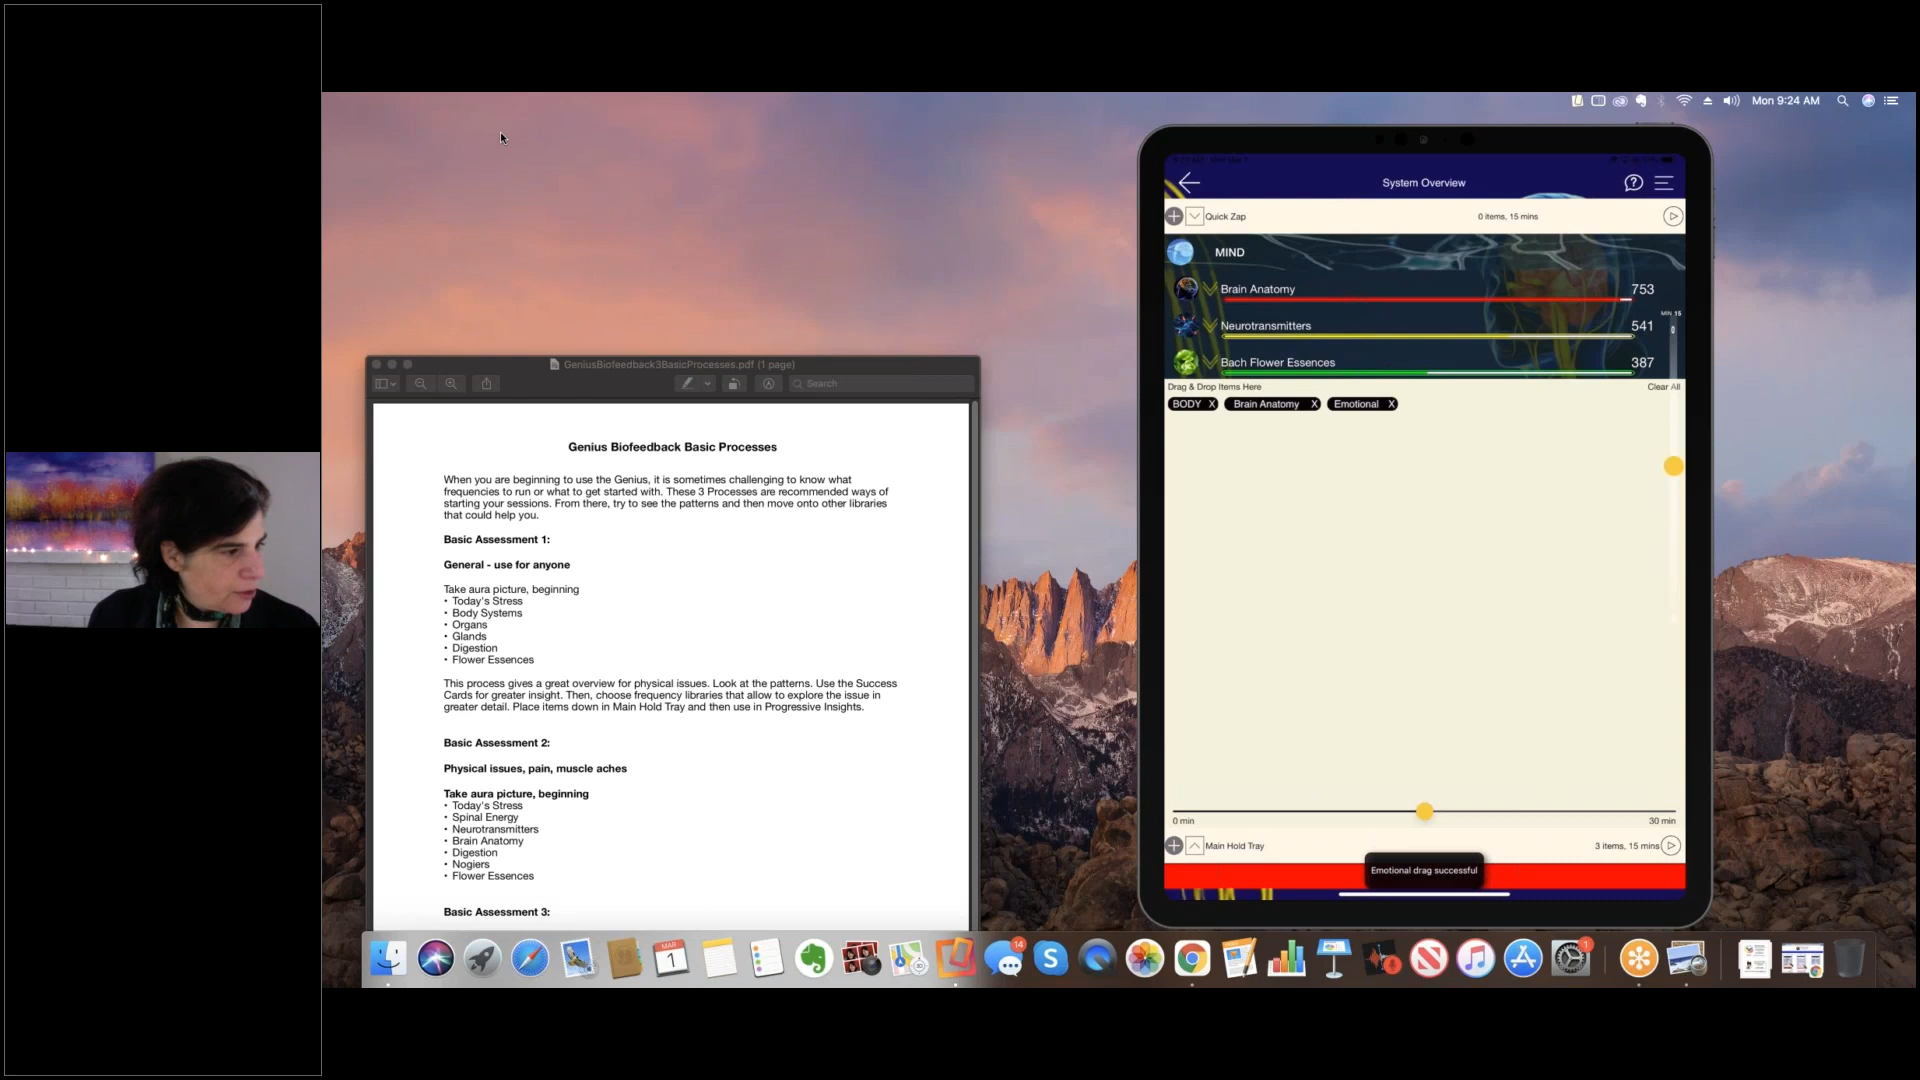 Mon 9:24 AM
GeniusBiofeedback3BasicProcesses.pdf (1 page)
Search
Genius Biofeedback Basic Processes
When you are beginning to use the Genius, it is sometimes challenging to know what
frequencies to run or what to get started with. These 3 Processes are recommended ways of
starting your sessions. From there, try to see the patterns and then move onto other libraries
that could help you.
Basic Assessment 1:
General - use for anyone
Take aura picture, beginning
• Today's Stress
• Body Systems
• Organs
• Glands
• Digestion
• Flower Essences
This process gives a great overview for physical issues. Look at the patterns. Use the Success
Cards for greater insight. Then, choose frequency libraries that allow to explore the issue in
greater detail. Place items down in Main Hold Tray and then use in Progressive Insights.
Basic Assessment 2:
Physical issues, pain, muscle aches
Take aura picture, beginning
• Today's Stress
• Spinal Energy
• Neurotransmitters
• Brain Anatomy
• Digestion
• Nogiers
• Flower Essences
Basic Assessment 3:
System Overview
Quick Zap 0 items, 15 mins
MIND
Brain Anatomy 753
MIN 15
Neurotransmitters 541
0
Bach Flower Essences 387
Drag & Drop Items Here Clear All
BODY X Brain Anatomy X Emotional X
0 min 30 min
Main Hold Tray 3 items, 15 mins
Emotional drag successful
MAR
1
14
1